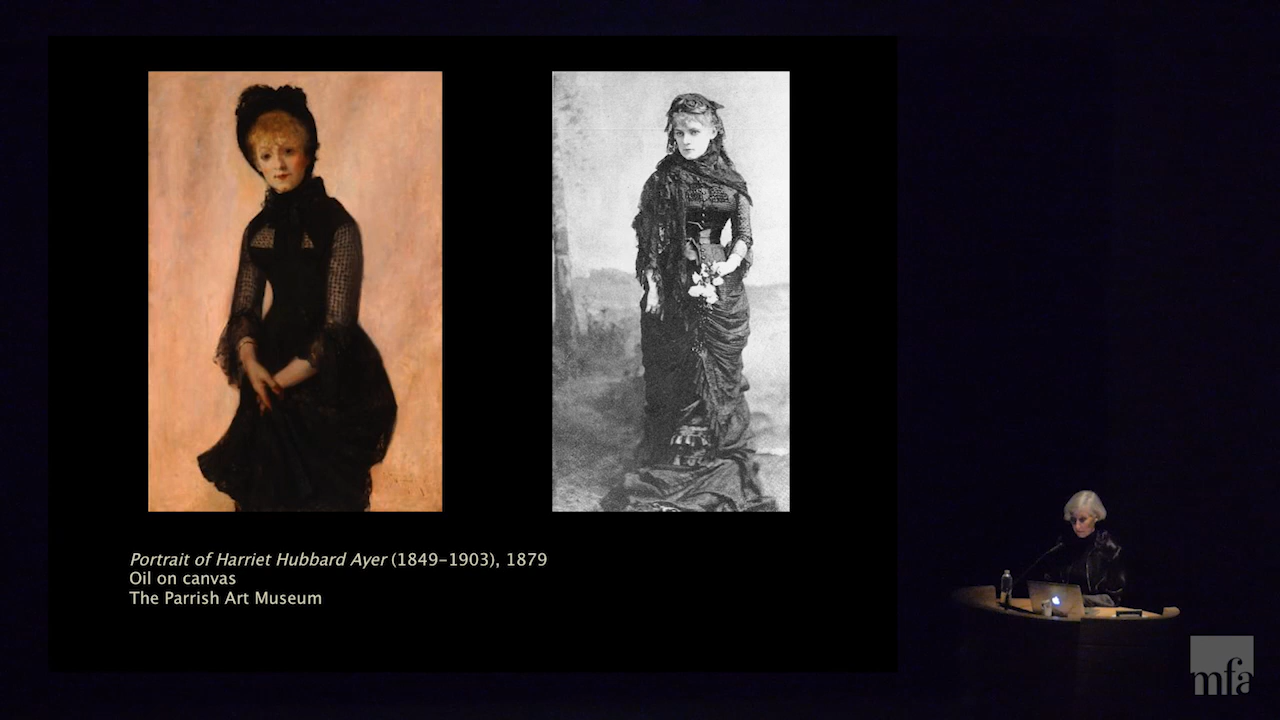 Portrait of Harriet Hubbard Ayer (1849–1903), 1879
Oil on canvas
The Parrish Art Museum
mfa